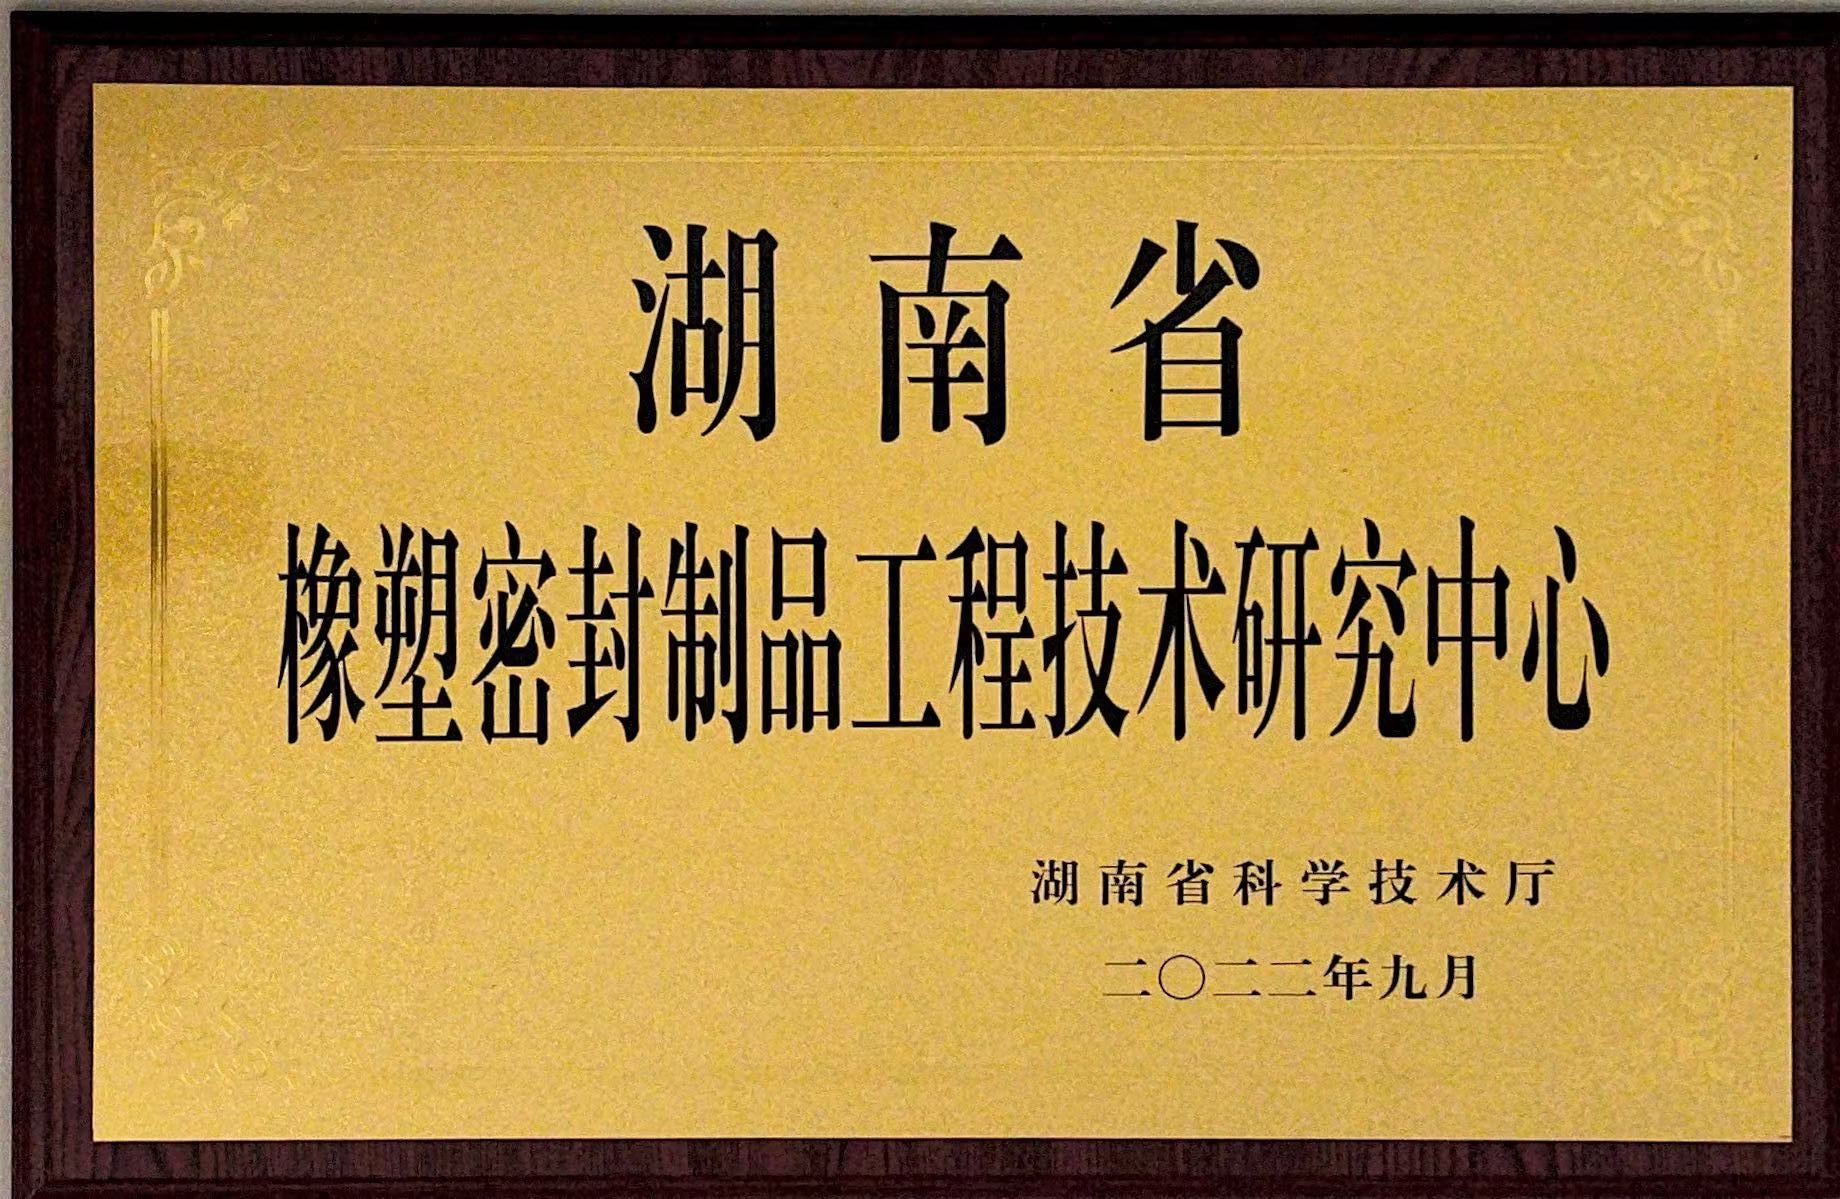 湖南省
橡塑密封制品工程技术研究中心
湖南省科学技术厅
二〇二二年九月